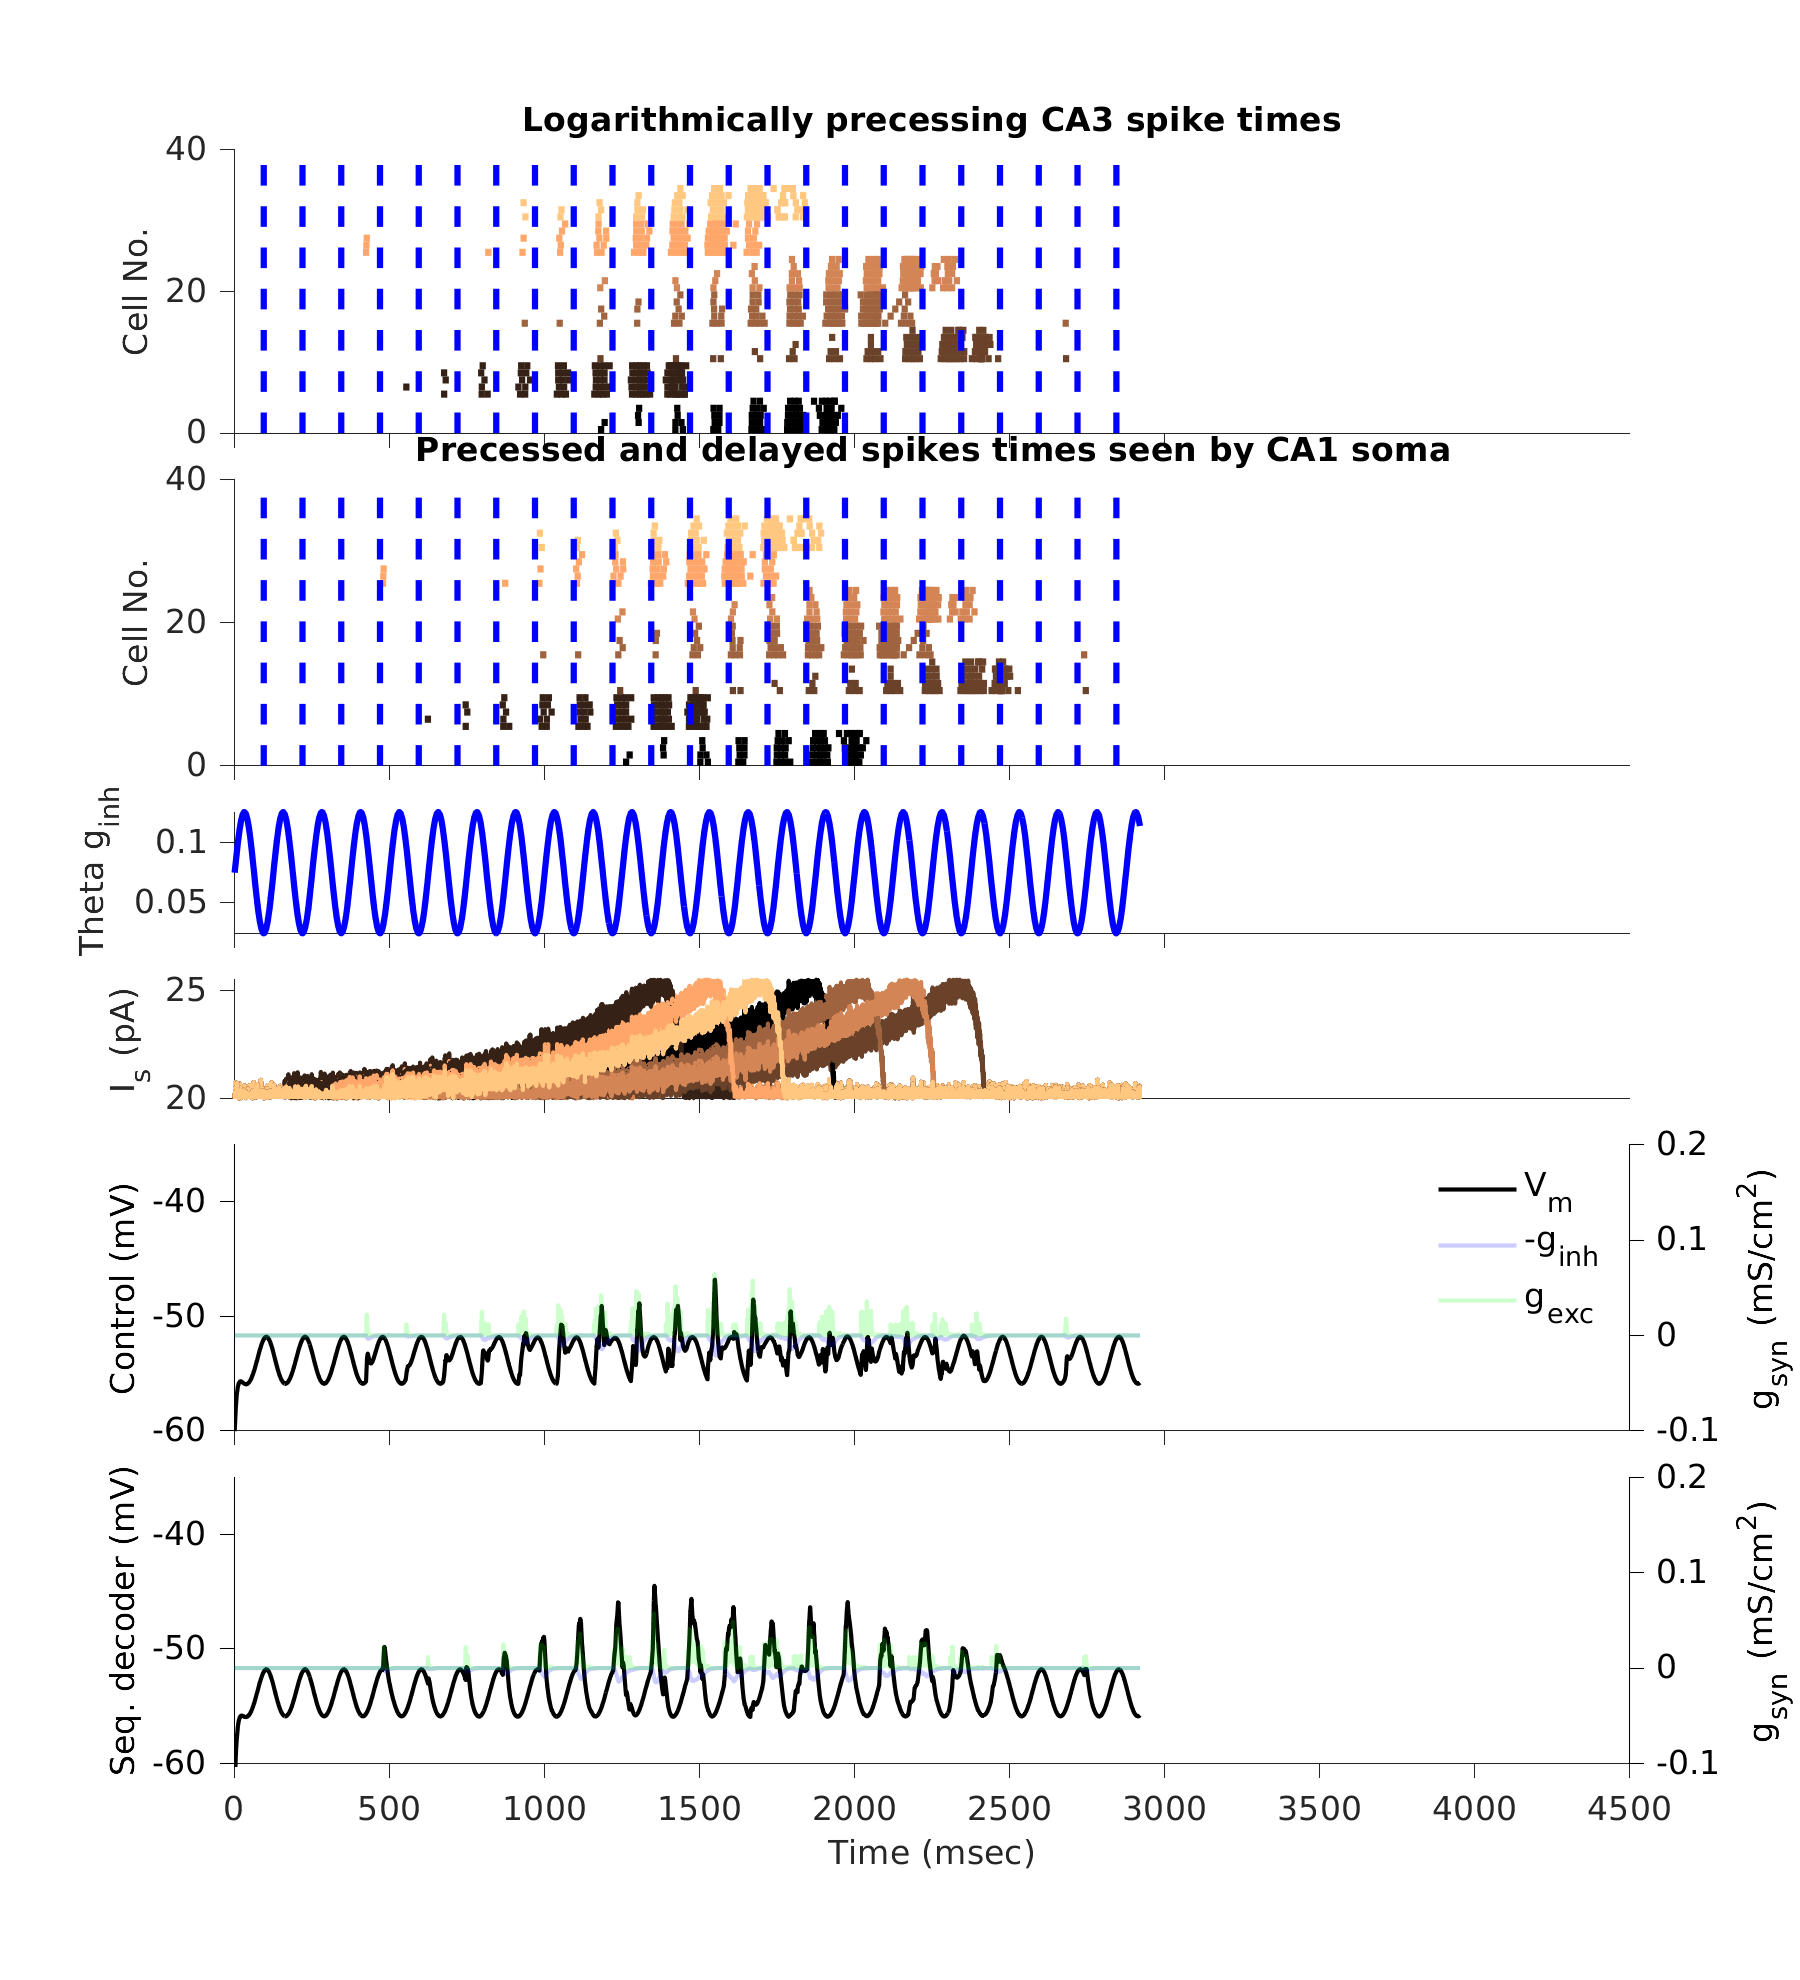 Logarithmically precessing CA3 spike times
40
20
0
Cell No.
Precessed and delayed spikes times seen by CA1 soma
40
20
0
Cell No.
0.1
0.05
Theta g_inh
25
20
I_s (pA)
-40
-50
-60
Control (mV)
V_m
-g_inh
g_exc
0.2
0.1
0
-0.1
g_syn (mS/cm^2)
-40
-50
-60
Seq. decoder (mV)
0.2
0.1
0
-0.1
g_syn (mS/cm^2)
0 500 1000 1500 2000 2500 3000 3500 4000 4500
Time (msec)